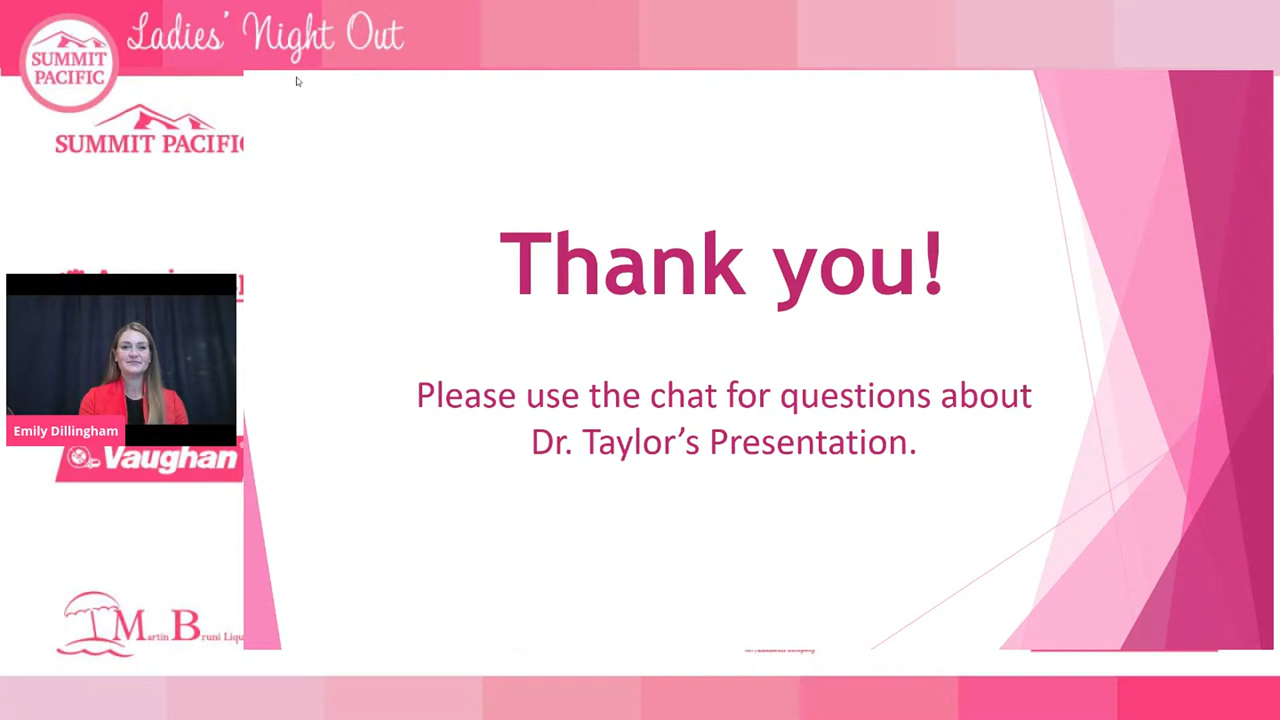 Ladies’ Night Out
SUMMIT
PACIFIC
SUMMIT PACIFIC
Thank you!
Please use the chat for questions about
Dr. Taylor’s Presentation.
Emily Dillingham
Vaughan
Martin Bruni Liqu